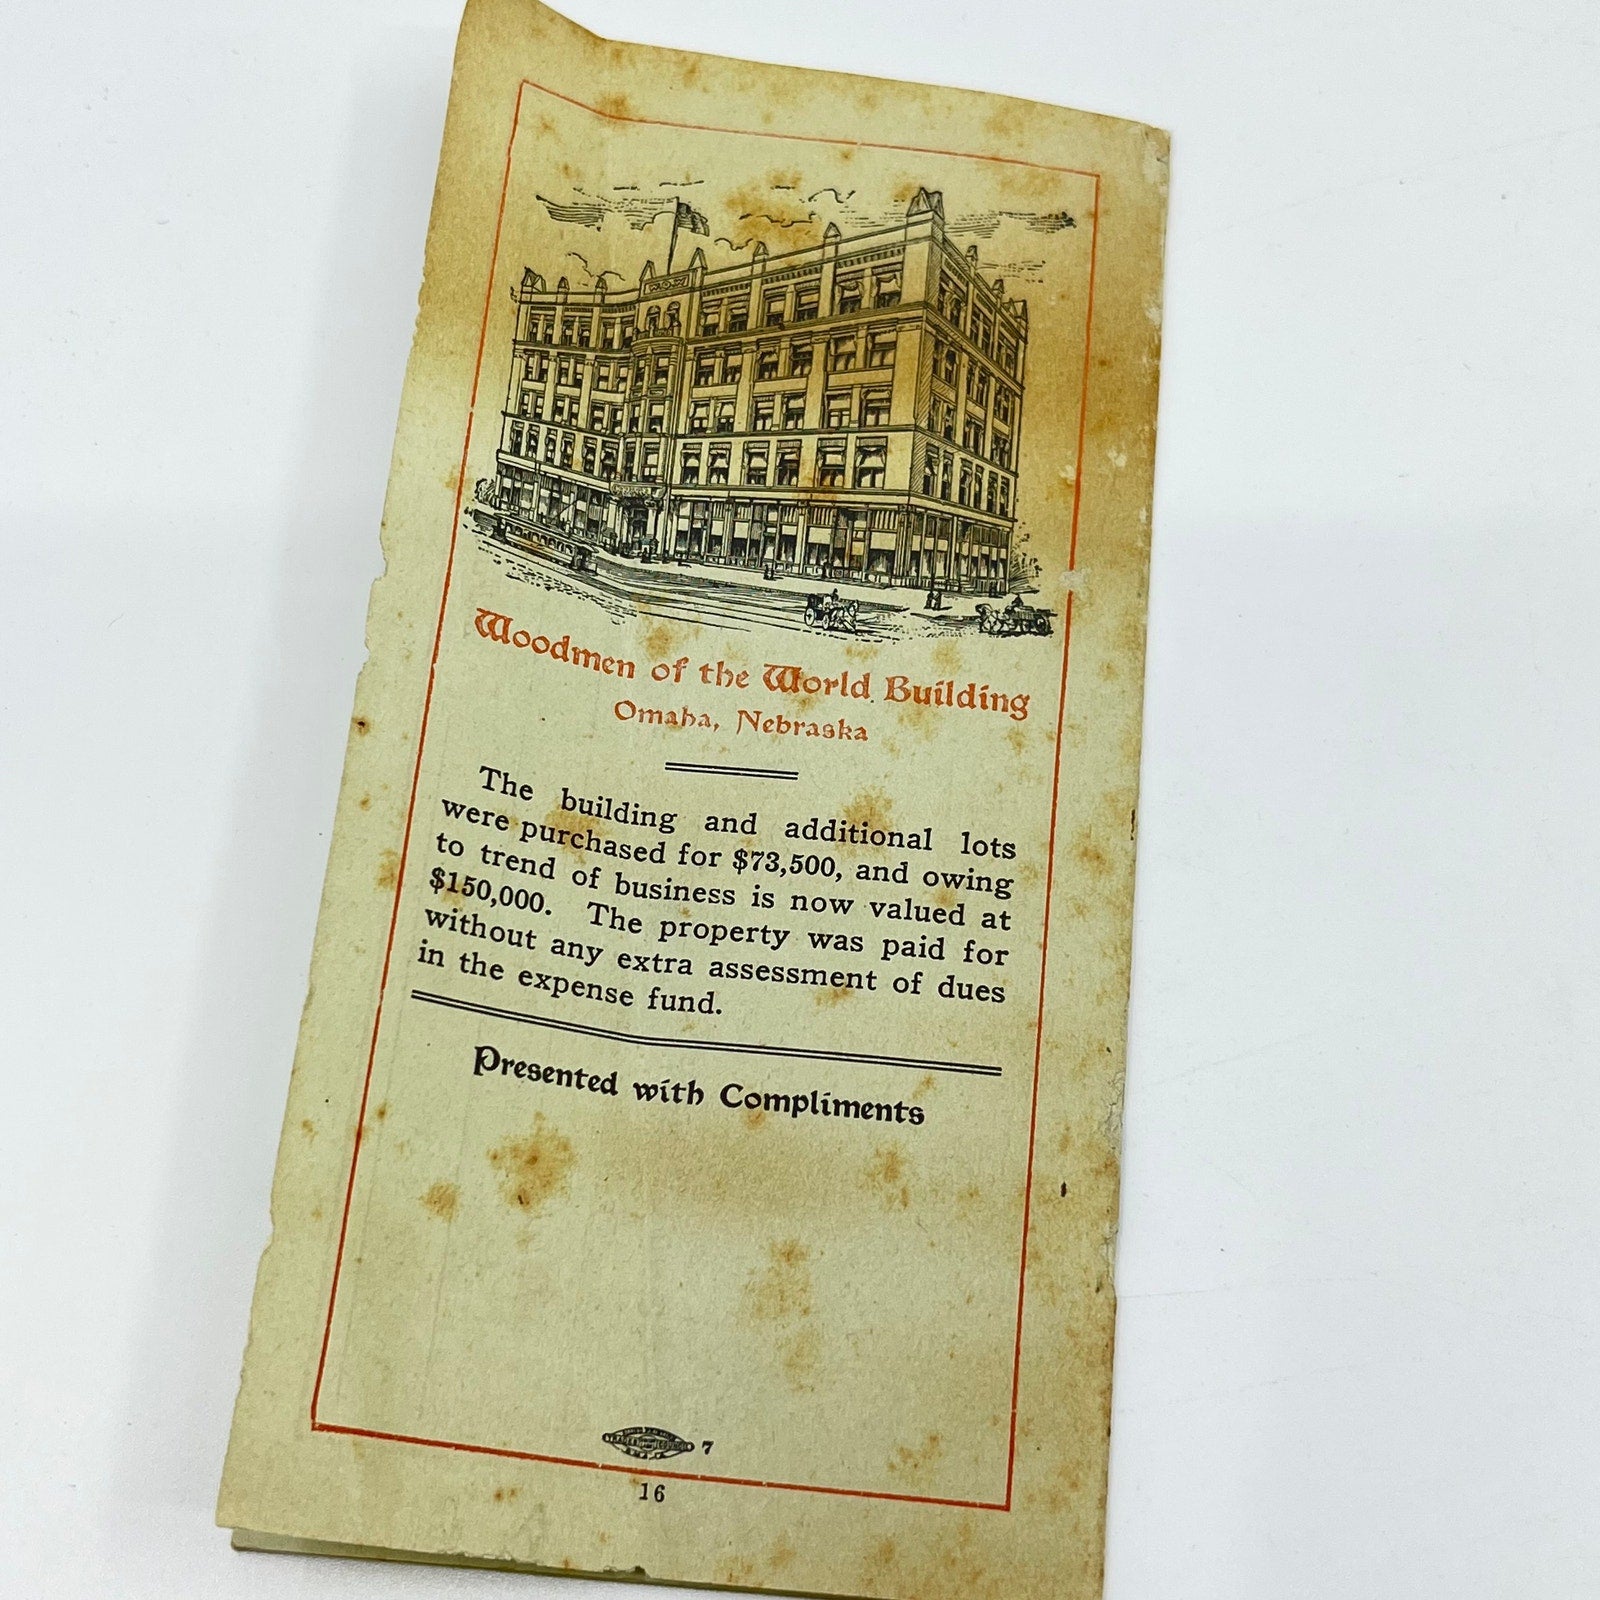 W.O.W
Woodmen of the World Building
Omaha, Nebraska
The building and additional lots
were purchased for $73,500, and owing
to trend of business is now valued at
$150,000. The property was paid for
without any extra assessment of dues
in the expense fund.
Presented with Compliments
7
16